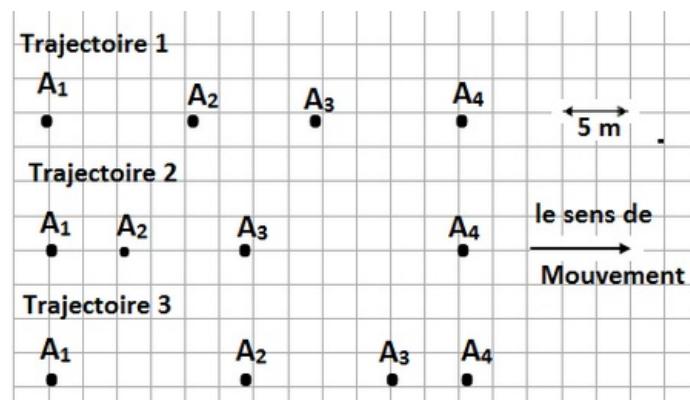 Trajectoire 1
A₁ A₂ A₃ A₄
5 m
Trajectoire 2
A₁ A₂ A₃ A₄
le sens de
Mouvement
Trajectoire 3
A₁ A₂ A₃ A₄